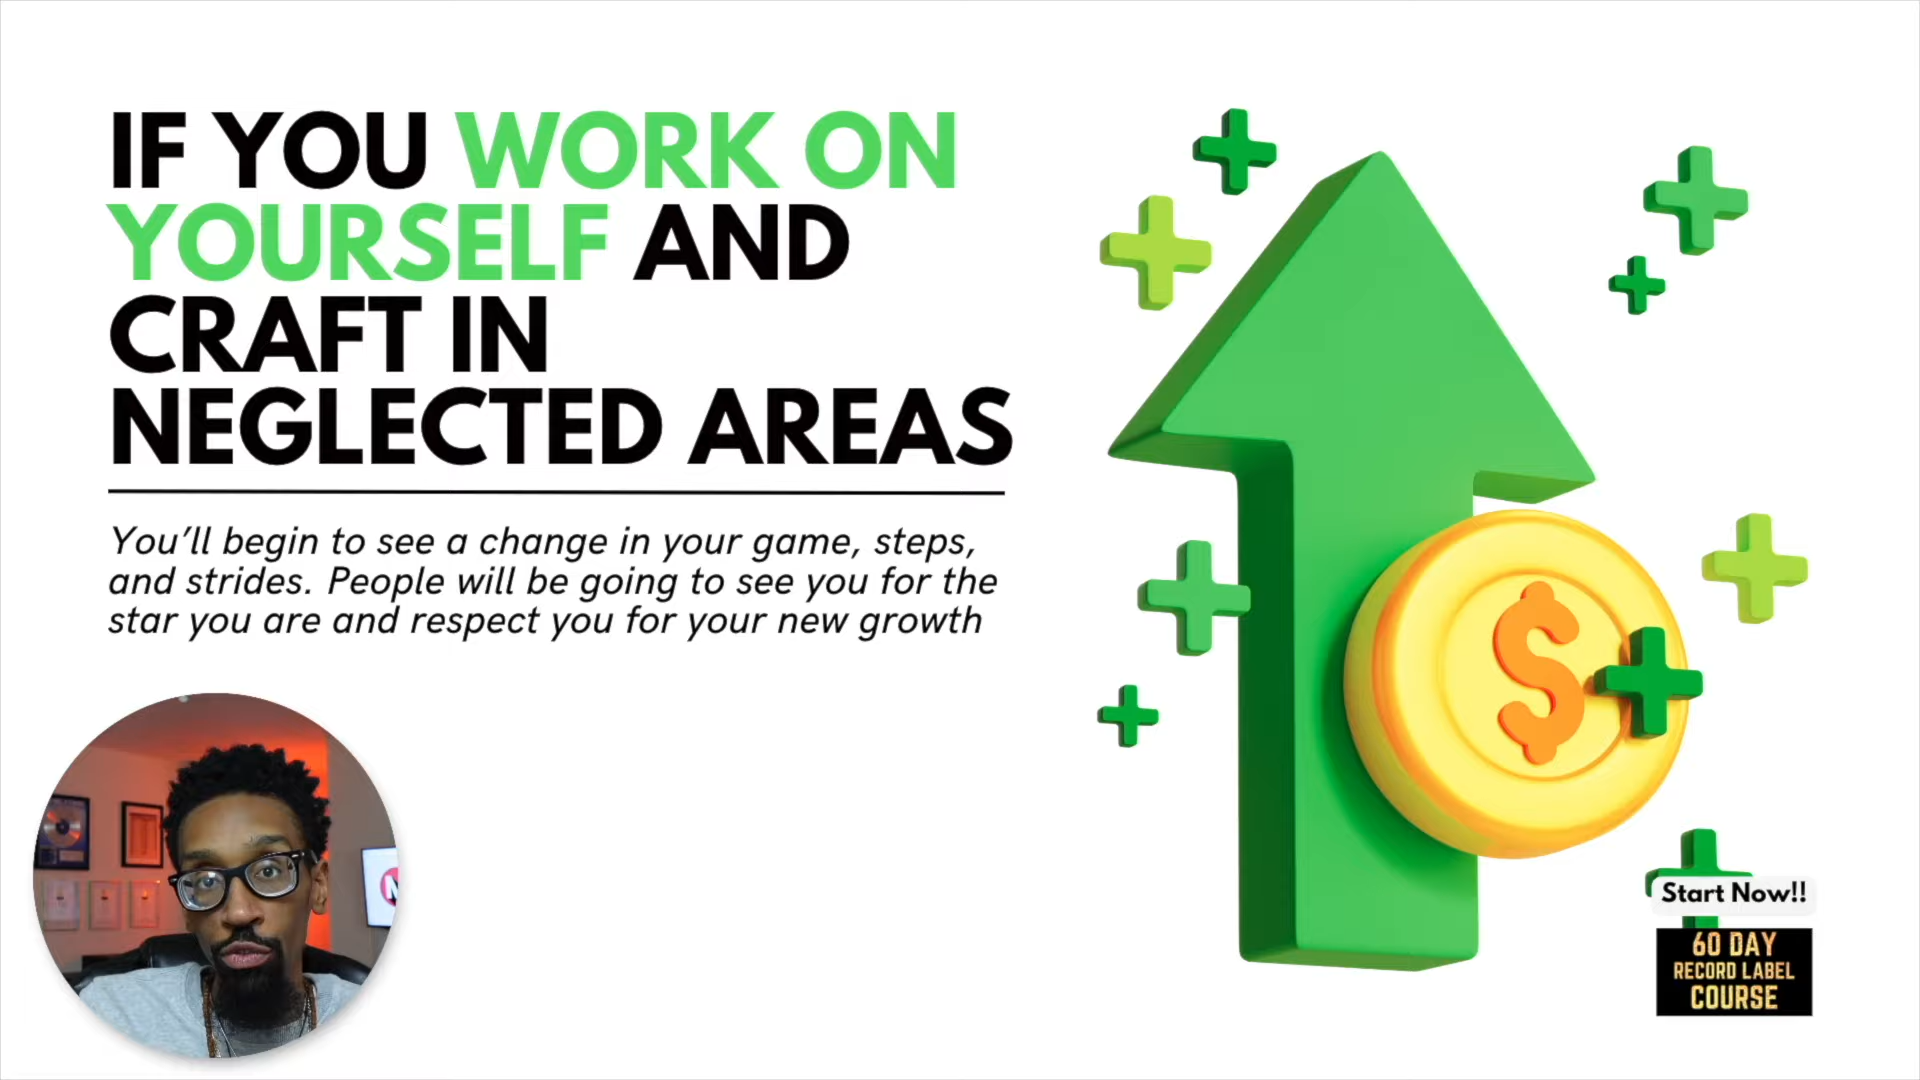 IF YOU WORK ON
YOURSELF AND
CRAFT IN
NEGLECTED AREAS
You’ll begin to see a change in your game, steps,
and strides. People will be going to see you for the
star you are and respect you for your new growth
Start Now!!
60 DAY
RECORD LABEL
COURSE